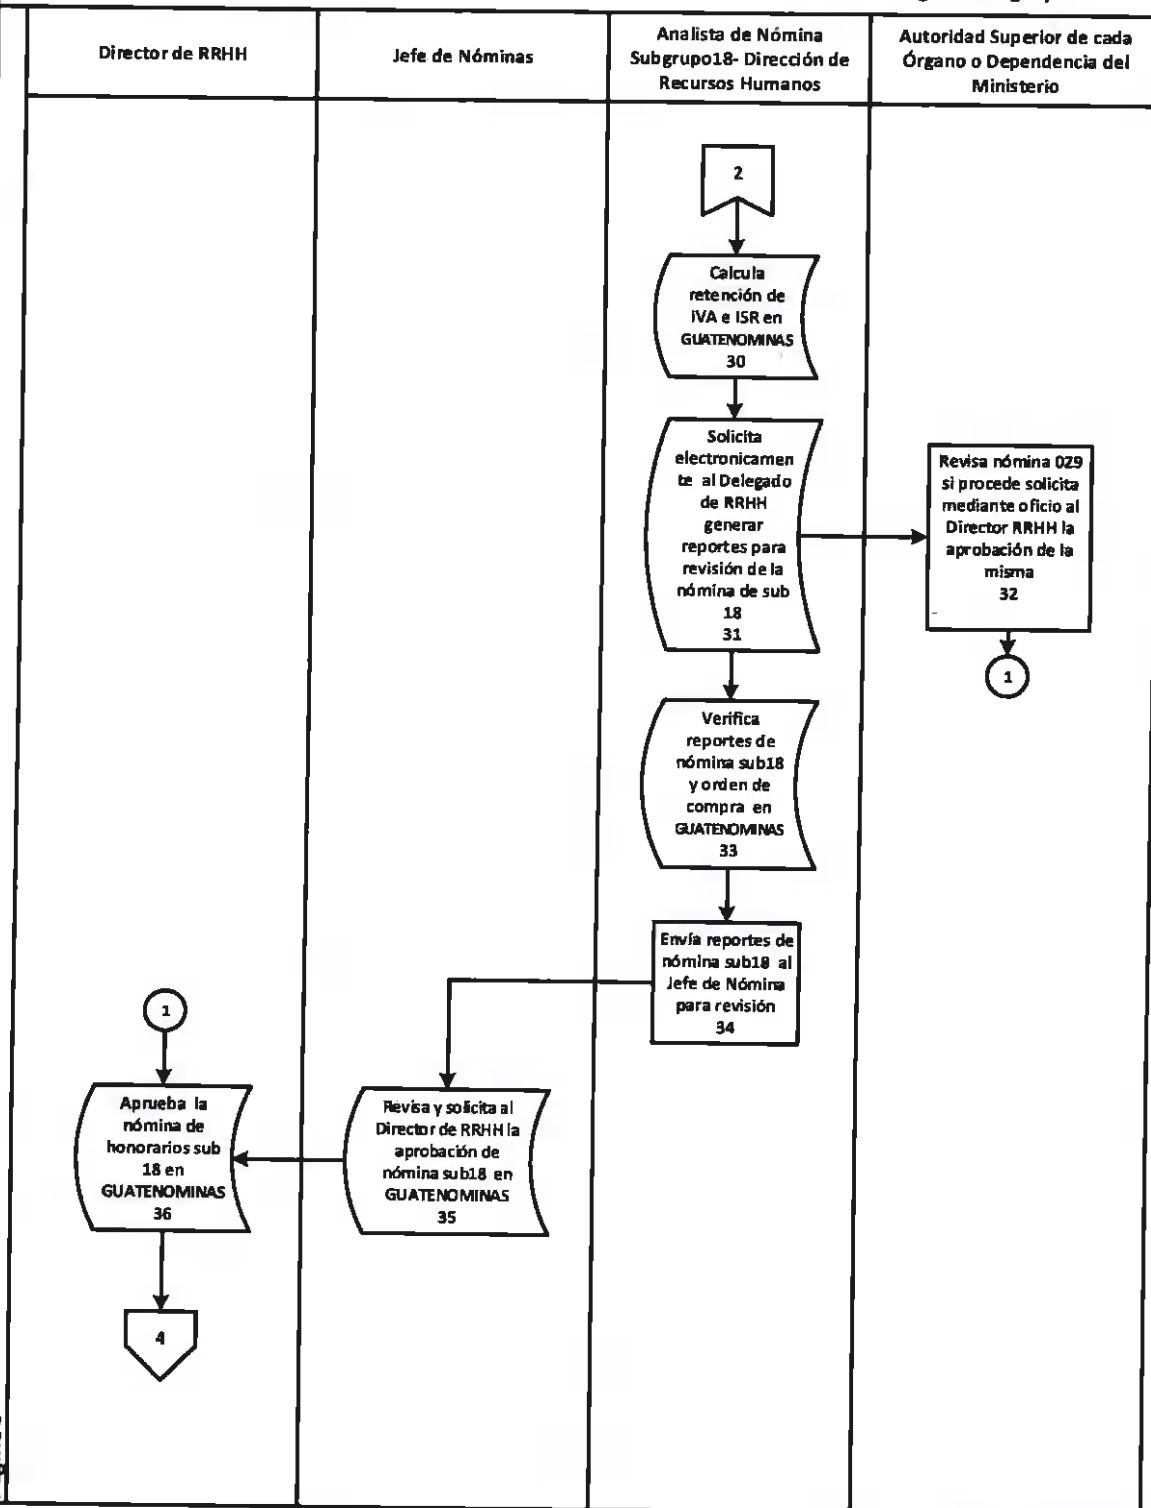 Director de RRHH
Jefe de Nóminas
Analista de Nómina
Subgrupo18- Dirección de
Recursos Humanos
Autoridad Superior de cada
Órgano o Dependencia del
Ministerio
2
Calcula
retención de
IVA e ISR en
GUATENOMINAS
30
Solicita
electronicamen
te al Delegado
de RRHH
generar
reportes para
revisión de la
nómina de sub
18
31
Revisa nómina 029
si procede solicita
mediante oficio al
Director RRHH la
aprobación de la
misma
32
1
Verifica
reportes de
nómina sub18
y orden de
compra en
GUATENOMINAS
33
Envía reportes de
nómina sub18 al
Jefe de Nómina
para revisión
34
1
Aprueba la
nómina de
honorarios sub
18 en
GUATENOMINAS
36
Revisa y solicita al
Director de RRHH la
aprobación de
nómina sub18 en
GUATENOMINAS
35
4